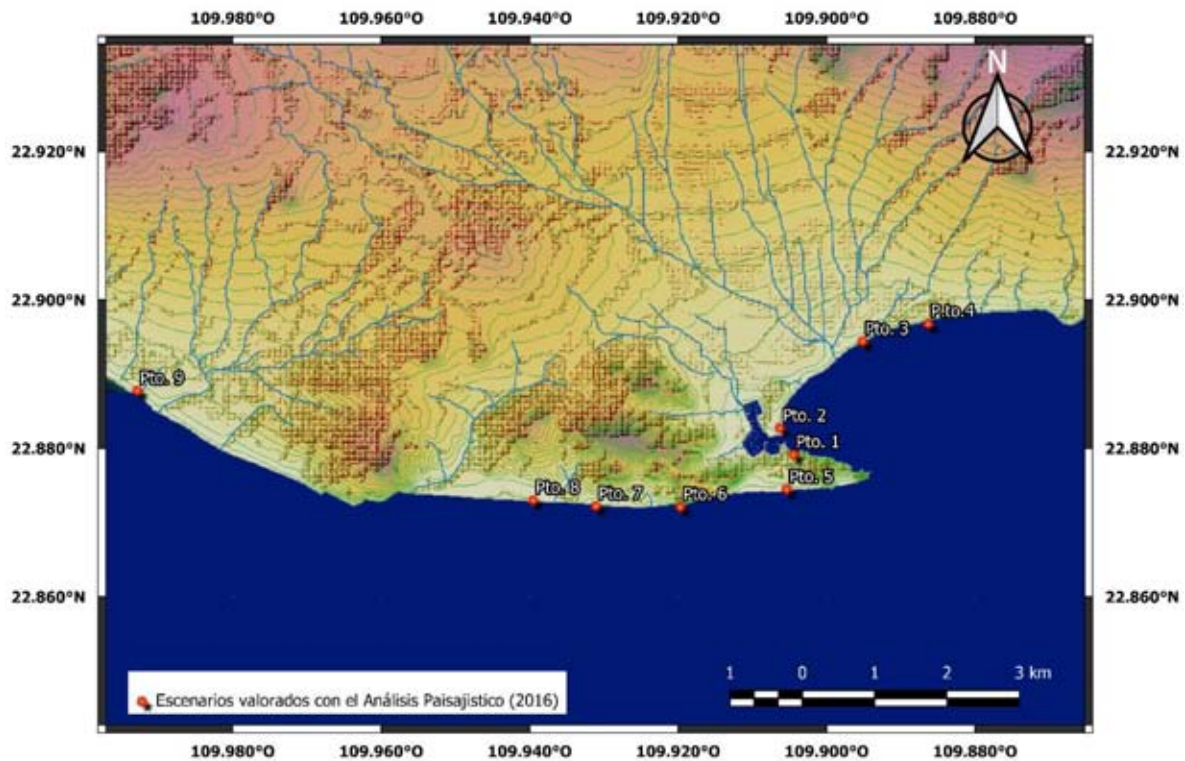 109.980°O 109.960°O 109.940°O 109.920°O 109.900°O 109.880°O
N
22.920°N 22.920°N
22.900°N 22.900°N
Pto. 3 P.to.4
Pto. 9
Pto. 2
Pto. 1
22.880°N 22.880°N
Pto. 8 Pto. 7 Pto. 6 Pto. 5
22.860°N 22.860°N
1 0 1 2 3 km
Escenarios valorados con el Análisis Paisajístico (2016)
109.980°O 109.960°O 109.940°O 109.920°O 109.900°O 109.880°O